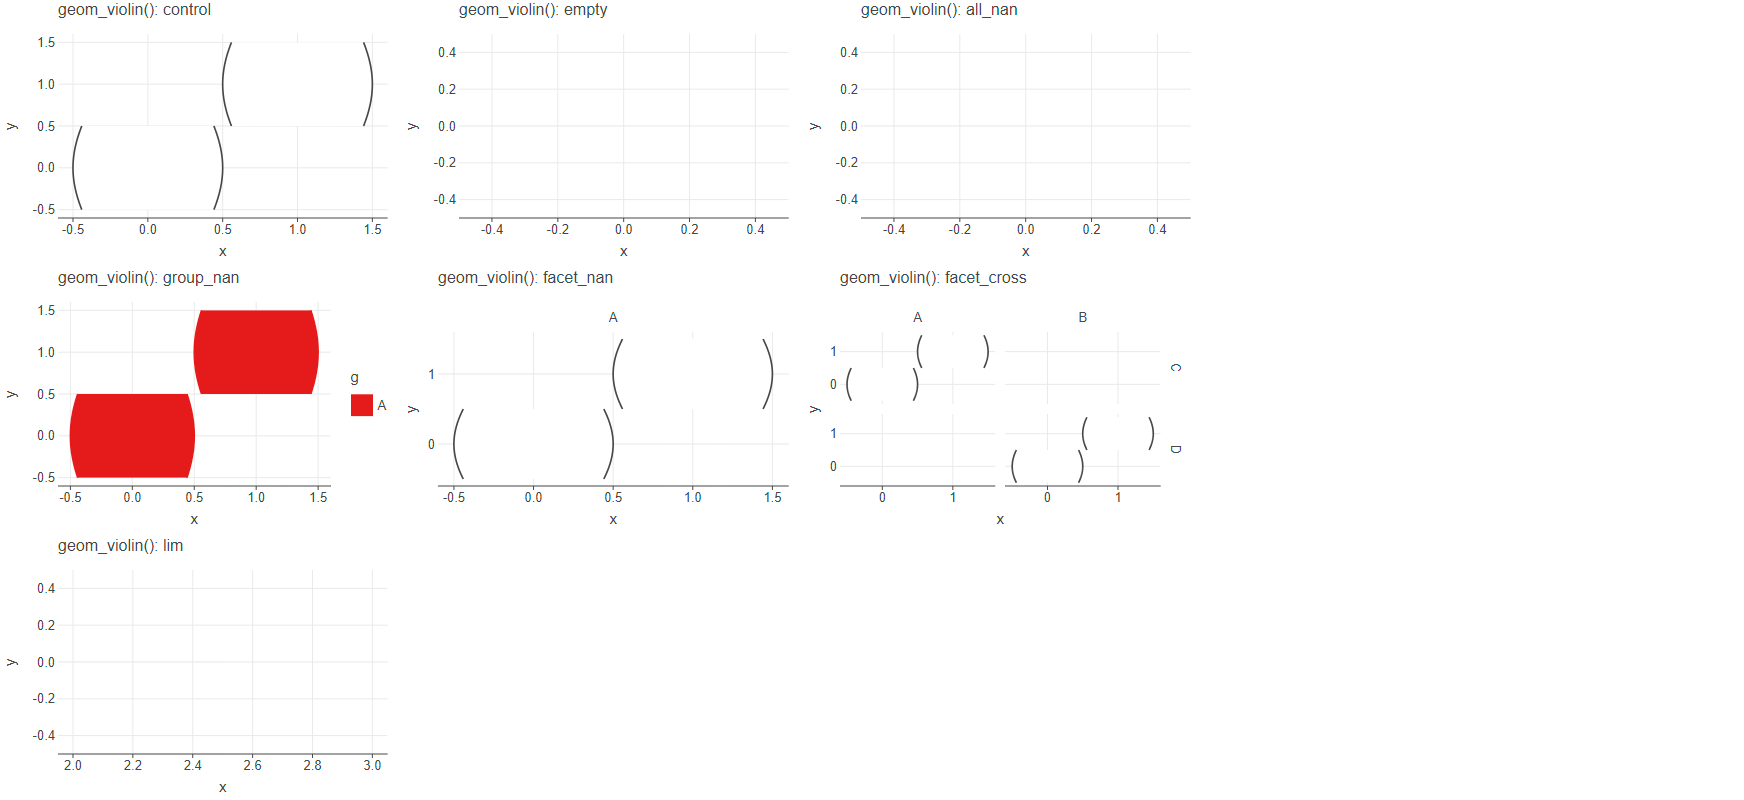 geom_violin(): control
1.5
1.0
0.5
0.0
-0.5
y
-0.5 0.0 0.5 1.0 1.5
x
geom_violin(): empty
0.4
0.2
0.0
-0.2
-0.4
y
-0.4 -0.2 0.0 0.2 0.4
x
geom_violin(): all_nan
0.4
0.2
0.0
-0.2
-0.4
y
-0.4 -0.2 0.0 0.2 0.4
x
geom_violin(): group_nan
1.5
1.0
0.5
0.0
-0.5
y
-0.5 0.0 0.5 1.0 1.5
x
g
A
geom_violin(): facet_nan
A
1
0
y
-0.5 0.0 0.5 1.0 1.5
x
geom_violin(): facet_cross
A B
1
0
C
1
0
D
y
0 1 0 1
x
geom_violin(): lim
0.4
0.2
0.0
-0.2
-0.4
y
2.0 2.2 2.4 2.6 2.8 3.0
x